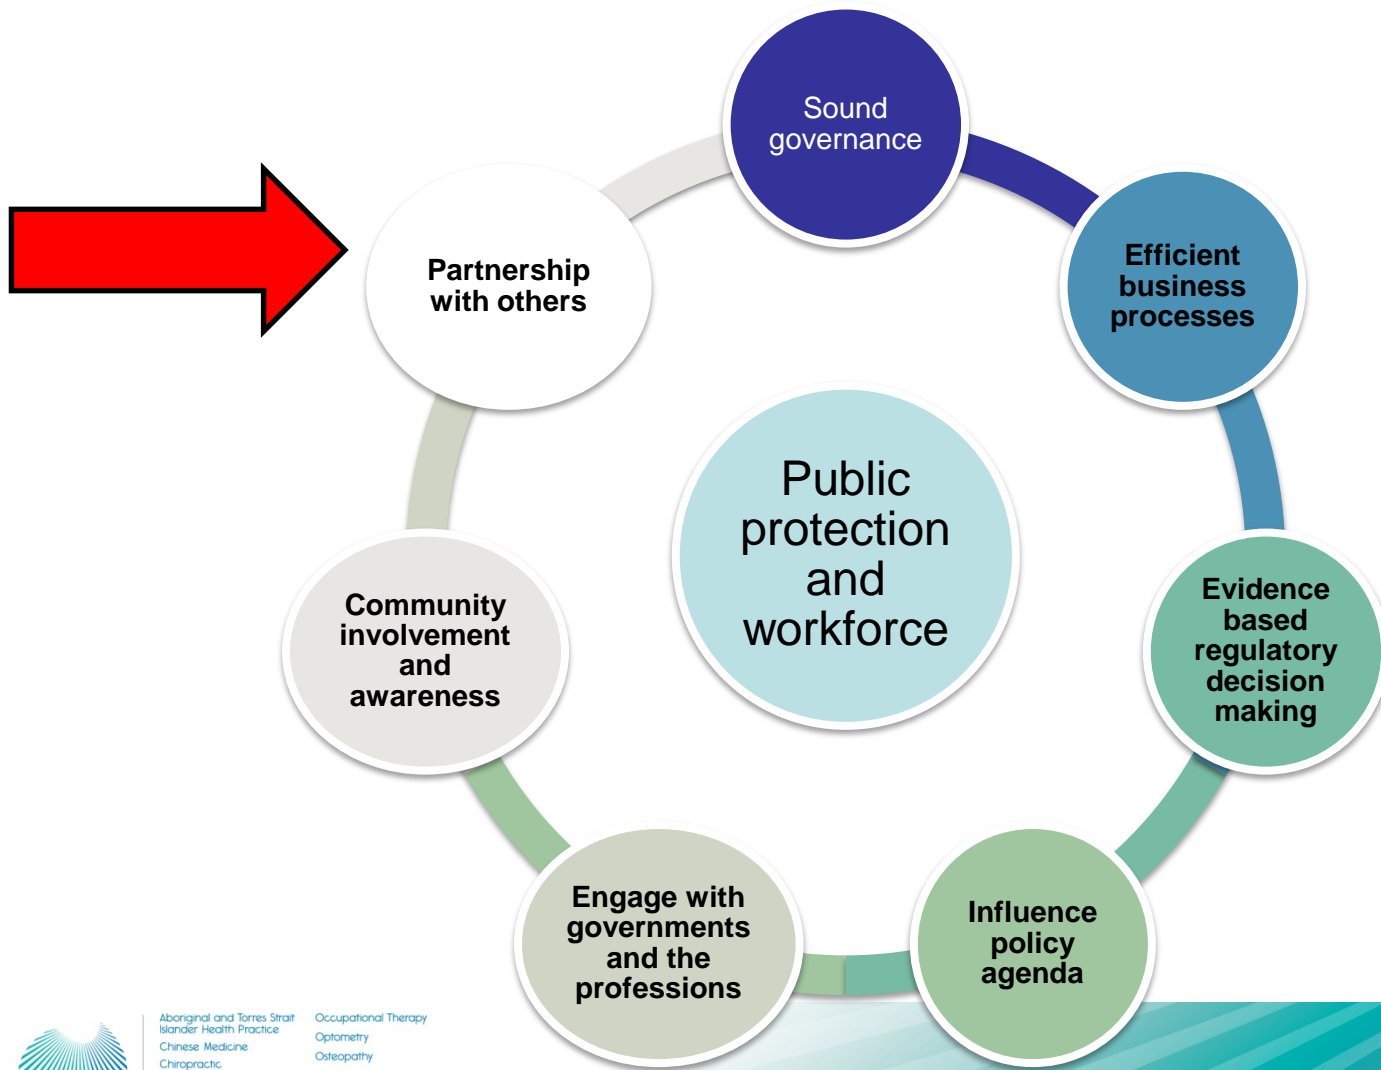 Sound
governance
Efficient
business
processes
Evidence
based
regulatory
decision
making
Influence
policy
agenda
Engage with
governments
and the
professions
Community
involvement
and
awareness
Partnership
with others
Public
protection
and
workforce
Aboriginal and Torres Strait
Islander Health Practice
Chinese Medicine
Chiropractic
Occupational Therapy
Optometry
Osteopathy